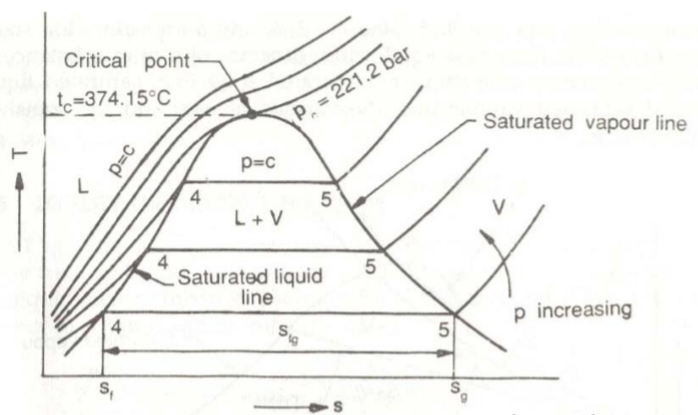 Critical point
t_c=374.15°C
p_c = 221.2 bar
Saturated vapour line
T
p=c
p=c
L
4
5
L + V
V
4
5
Saturated liquid
line
p increasing
4
5
s_fg
s_f
s_g
s